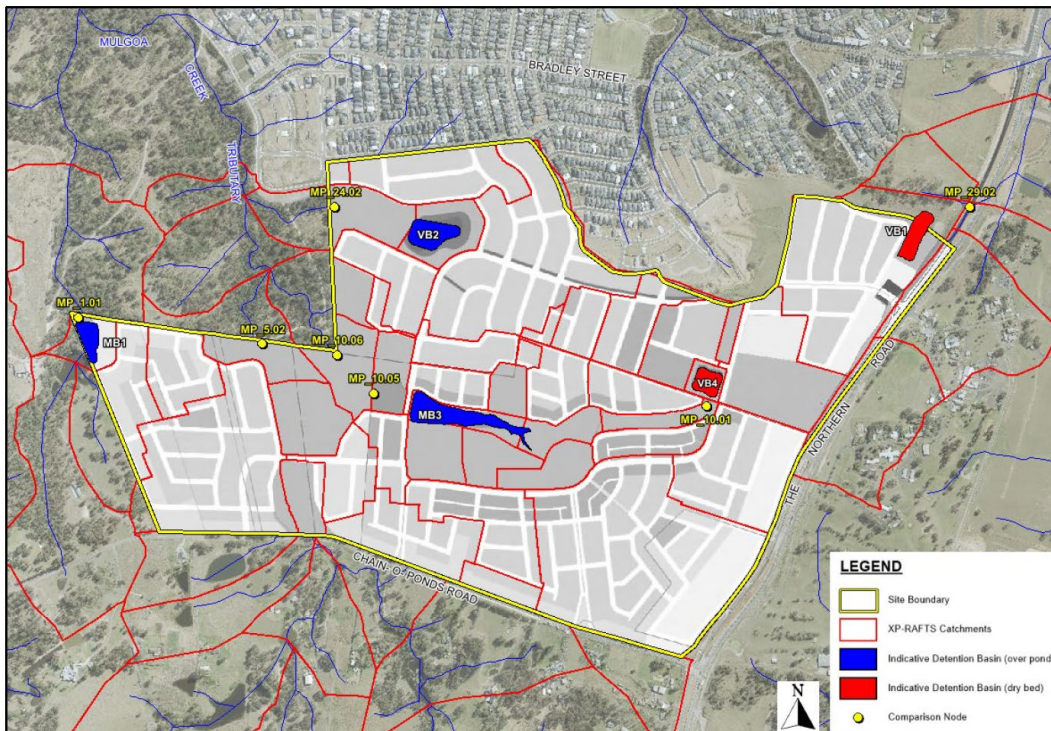 MULGOA
CREEK
TRIBUTARY
BRADLEY STREET
MP_24.02
MP_29.02
VB2
VB1
MP_1.01
MB1
MP_5.02
MP_10.06
MP_10.05
MB3
VB4
MP_10.01
THE NORTHERN ROAD
CHAIN- O- PONDS ROAD
LEGEND
Site Boundary
XP-RAFTS Catchments
Indicative Detention Basin (over pond
Indicative Detention Basin (dry bed)
Comparison Node
N